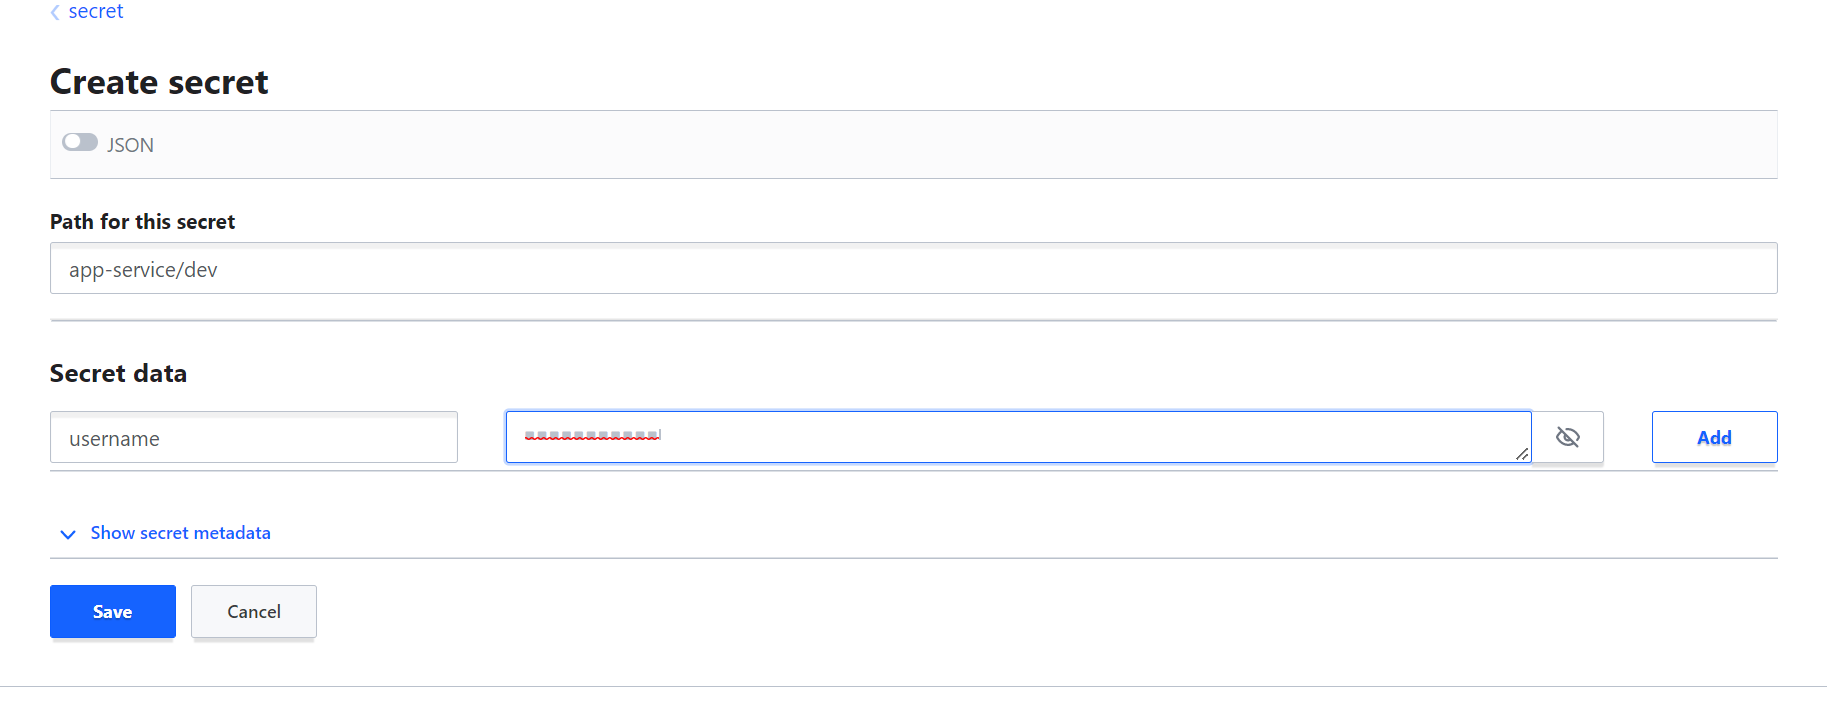 secret
Create secret
JSON
Path for this secret
app-service/dev
Secret data
username
Add
Show secret metadata
Save Cancel